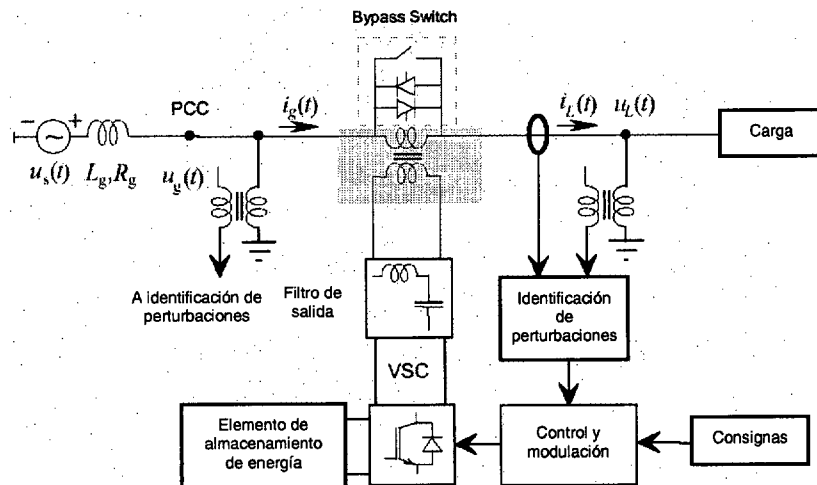 Bypass Switch
PCC
i_g(t)
i_L(t)
u_L(t)
Carga
−
+
~
u_s(t)
L_g,R_g
u_g(t)
A identificación de
perturbaciones
Filtro de
salida
Identificación
de
perturbaciones
VSC
Elemento de
almacenamiento
de energía
Control y
modulación
Consignas